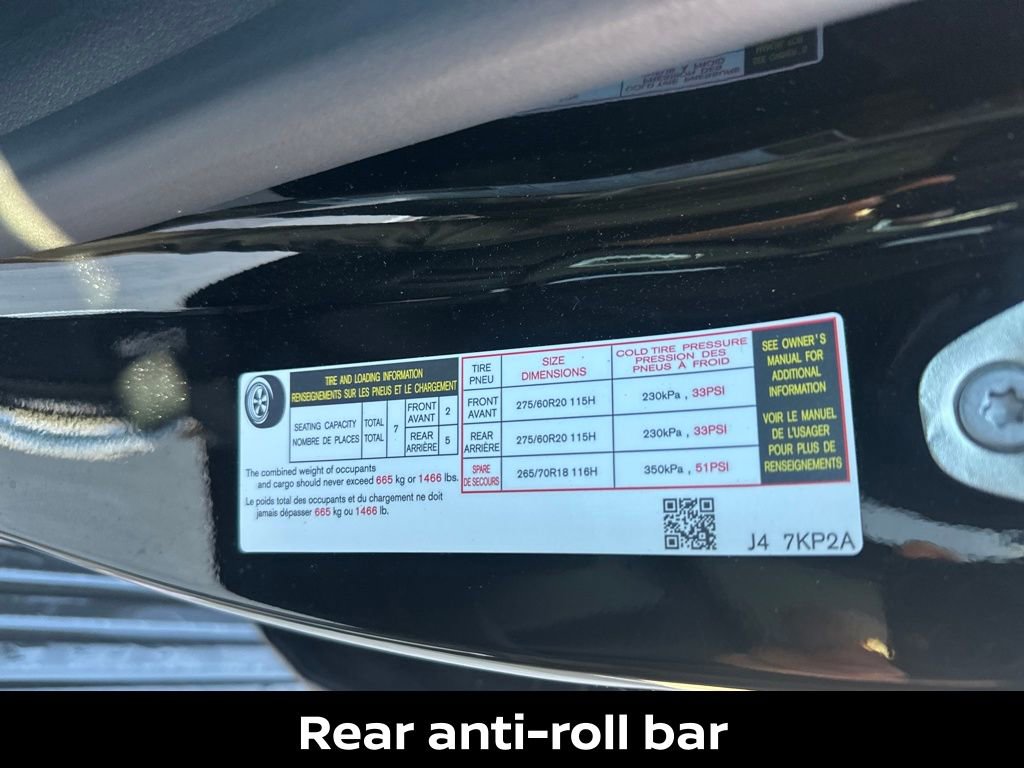 TIRE AND LOADING INFORMATION
RENSEIGNEMENTS SUR LES PNEUS ET LE CHARGEMENT
SEATING CAPACITY TOTAL 7 FRONT AVANT 2
NOMBRE DE PLACES TOTAL REAR ARRIÈRE 5
The combined weight of occupants
and cargo should never exceed 665 kg or 1466 lbs.
Le poids total des occupants et du chargement ne doit
jamais dépasser 665 kg ou 1466 lb.
TIRE PNEU SIZE DIMENSIONS COLD TIRE PRESSURE PRESSION DES PNEUS À FROID
FRONT AVANT 275/60R20 115H 230kPa , 33PSI
REAR ARRIÈRE 275/60R20 115H 230kPa , 33PSI
SPARE DE SECOURS 265/70R18 116H 350kPa , 51PSI
SEE OWNER'S
MANUAL FOR
ADDITIONAL
INFORMATION
VOIR LE MANUEL
DE L'USAGER
POUR PLUS DE
RENSEIGNEMENTS
J4 7KP2A
Rear anti-roll bar